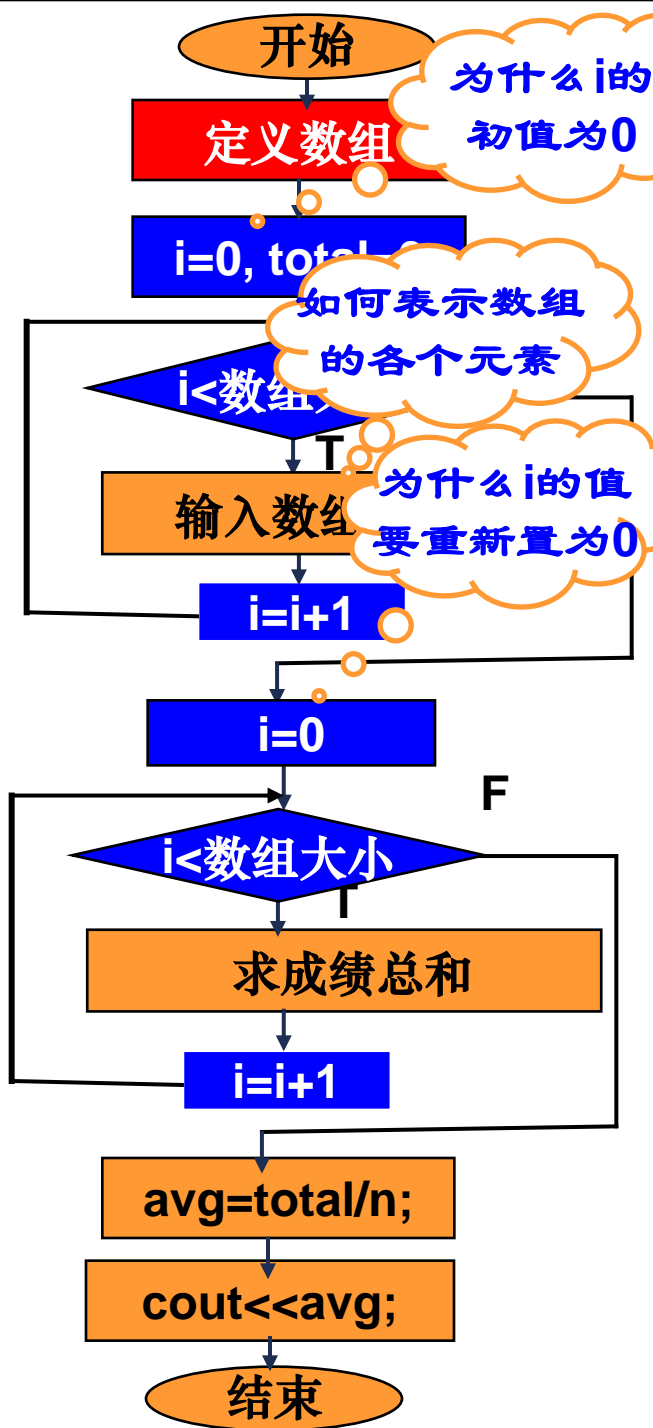 开始
为什么i的
初值为0
定义数组
i=0, total
如何表示数组
的各个元素
i<数组
T
为什么i的值
要重新置为0
输入数组
i=i+1
i=0
F
i<数组大小
T
求成绩总和
i=i+1
avg=total/n;
cout<<avg;
结束